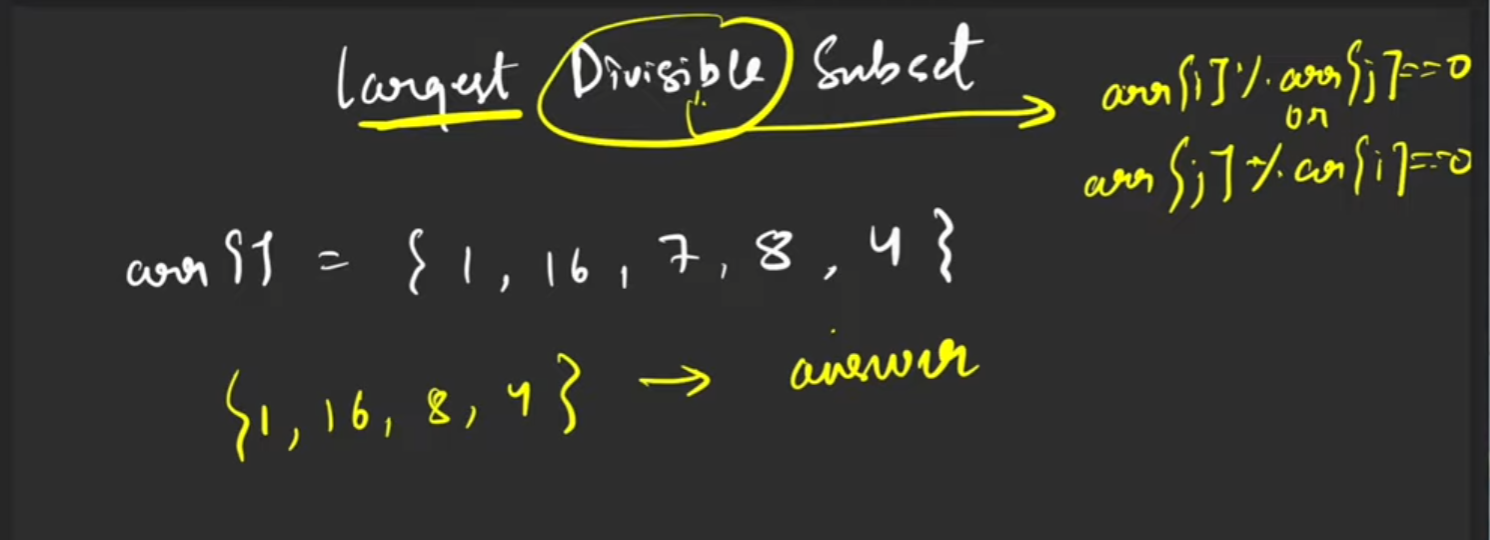 Largest Divisible Subset
arr[i] % arr[j] == 0
or
arr[j] % arr[i] == 0
arr[] = {1, 16, 7, 8, 4}
{1, 16, 8, 4} → answer